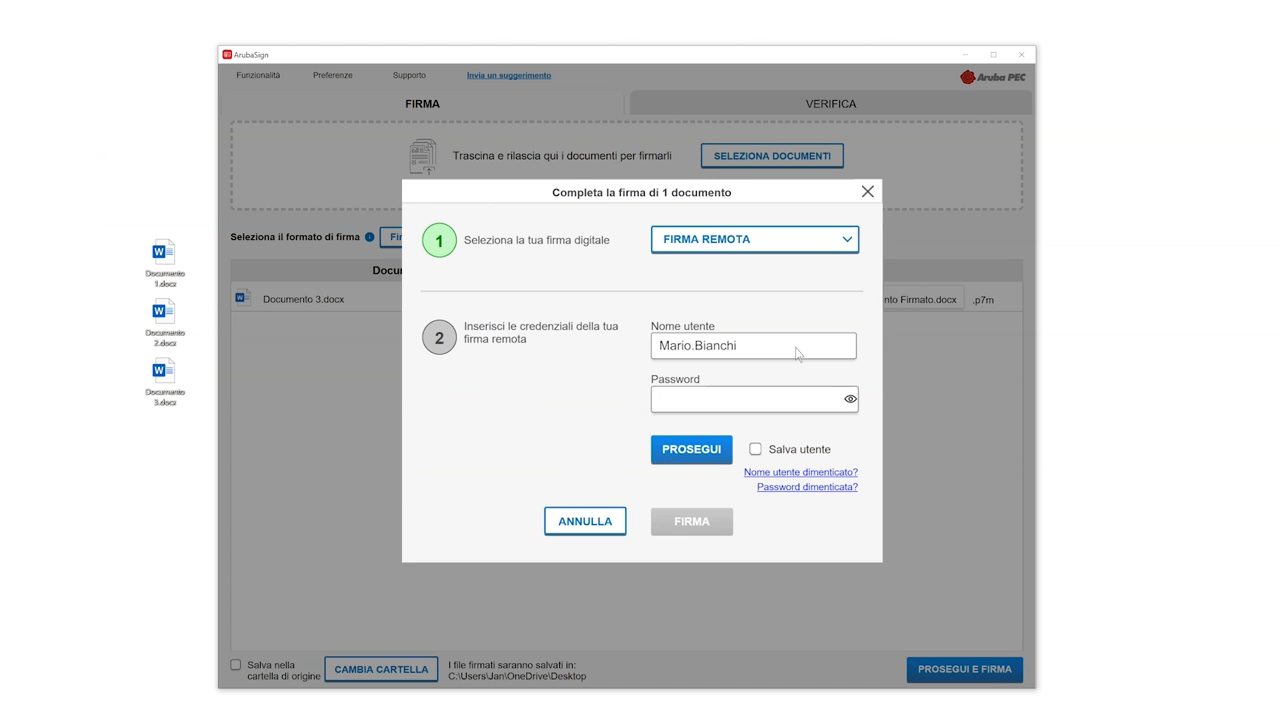 ArubaSign
Funzionalità Preferenze Supporto Invia un suggerimento
Aruba PEC
FIRMA VERIFICA
Trascina e rilascia qui i documenti per firmarli SELEZIONA DOCUMENTI
Completa la firma di 1 documento
Seleziona il formato di firma
1 Seleziona la tua firma digitale FIRMA REMOTA
Documento 1.docx
Documento 2.docx
Documento 3.docx
Documento 3.docx
nto Firmato.docx .p7m
2 Inserisci le credenziali della tua
firma remota
Nome utente
Mario.Bianchi
Password
PROSEGUI Salva utente
Nome utente dimenticato?
Password dimenticata?
ANNULLA FIRMA
Salva nella
cartella di origine
CAMBIA CARTELLA
I file firmati saranno salvati in:
C:\Users\Jan\OneDrive\Desktop
PROSEGUI E FIRMA